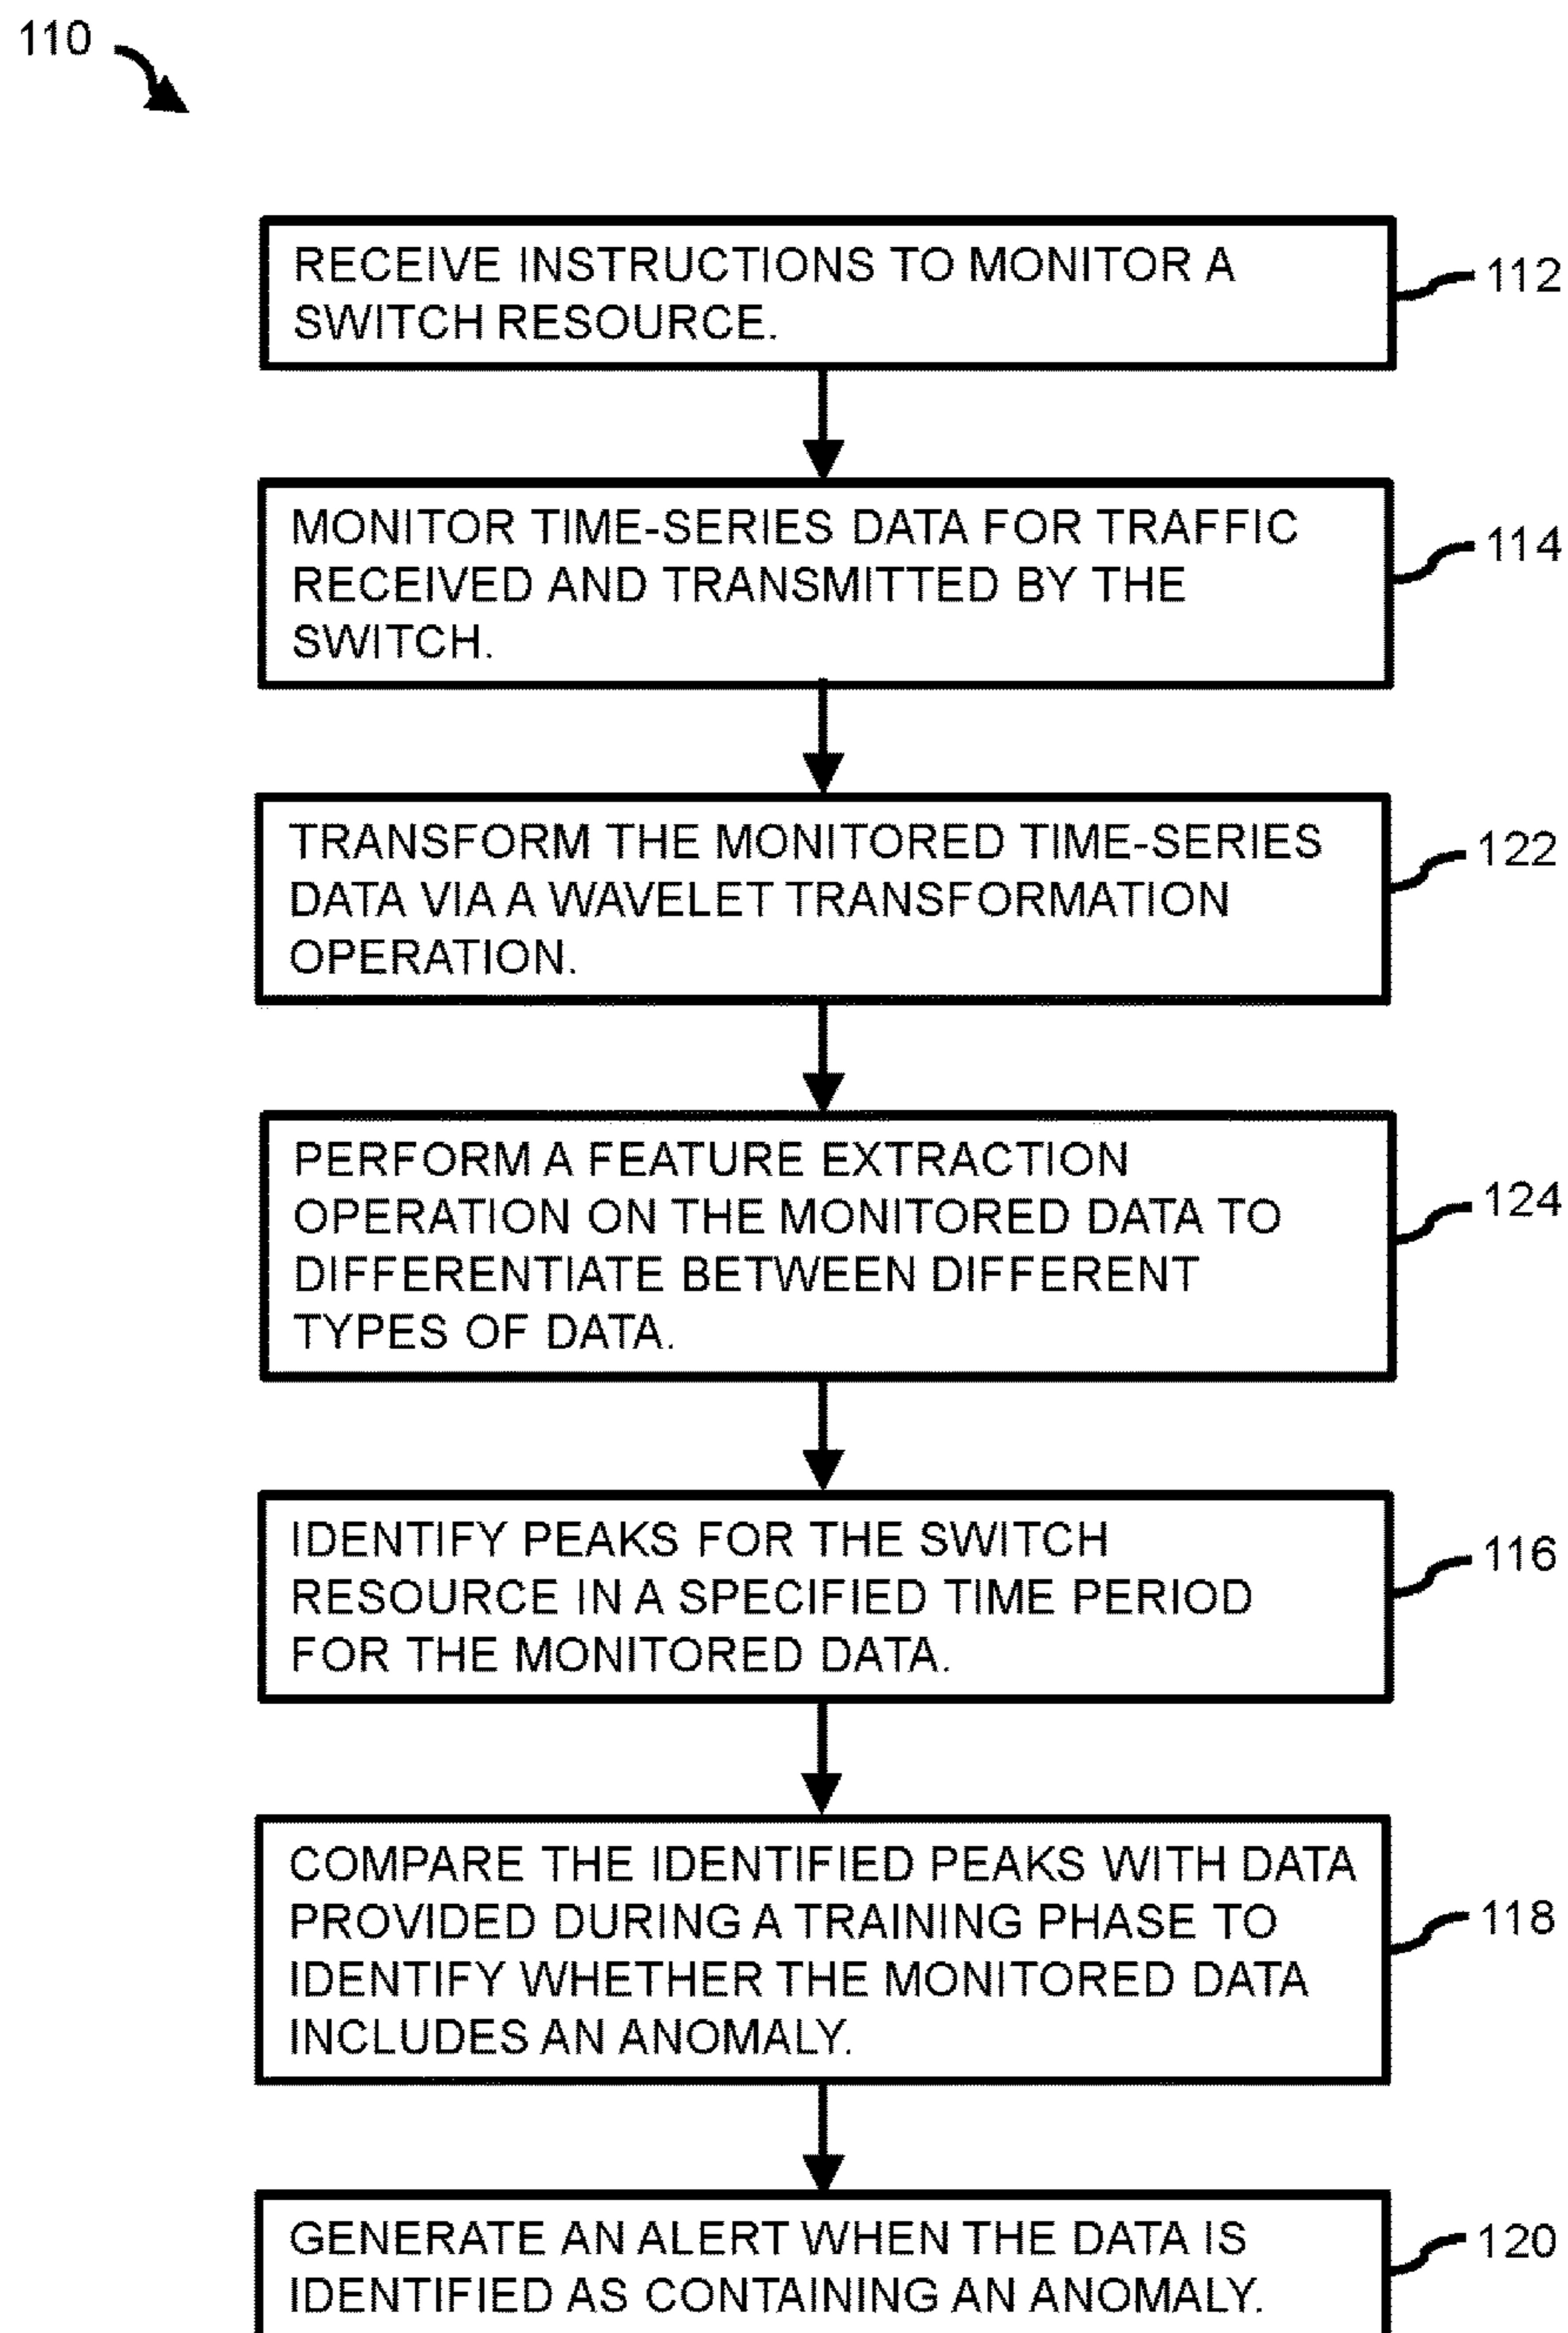 110
RECEIVE INSTRUCTIONS TO MONITOR A
SWITCH RESOURCE.
112
MONITOR TIME-SERIES DATA FOR TRAFFIC
RECEIVED AND TRANSMITTED BY THE
SWITCH.
114
TRANSFORM THE MONITORED TIME-SERIES
DATA VIA A WAVELET TRANSFORMATION
OPERATION.
122
PERFORM A FEATURE EXTRACTION
OPERATION ON THE MONITORED DATA TO
DIFFERENTIATE BETWEEN DIFFERENT
TYPES OF DATA.
124
IDENTIFY PEAKS FOR THE SWITCH
RESOURCE IN A SPECIFIED TIME PERIOD
FOR THE MONITORED DATA.
116
COMPARE THE IDENTIFIED PEAKS WITH DATA
PROVIDED DURING A TRAINING PHASE TO
IDENTIFY WHETHER THE MONITORED DATA
INCLUDES AN ANOMALY.
118
GENERATE AN ALERT WHEN THE DATA IS
IDENTIFIED AS CONTAINING AN ANOMALY.
120